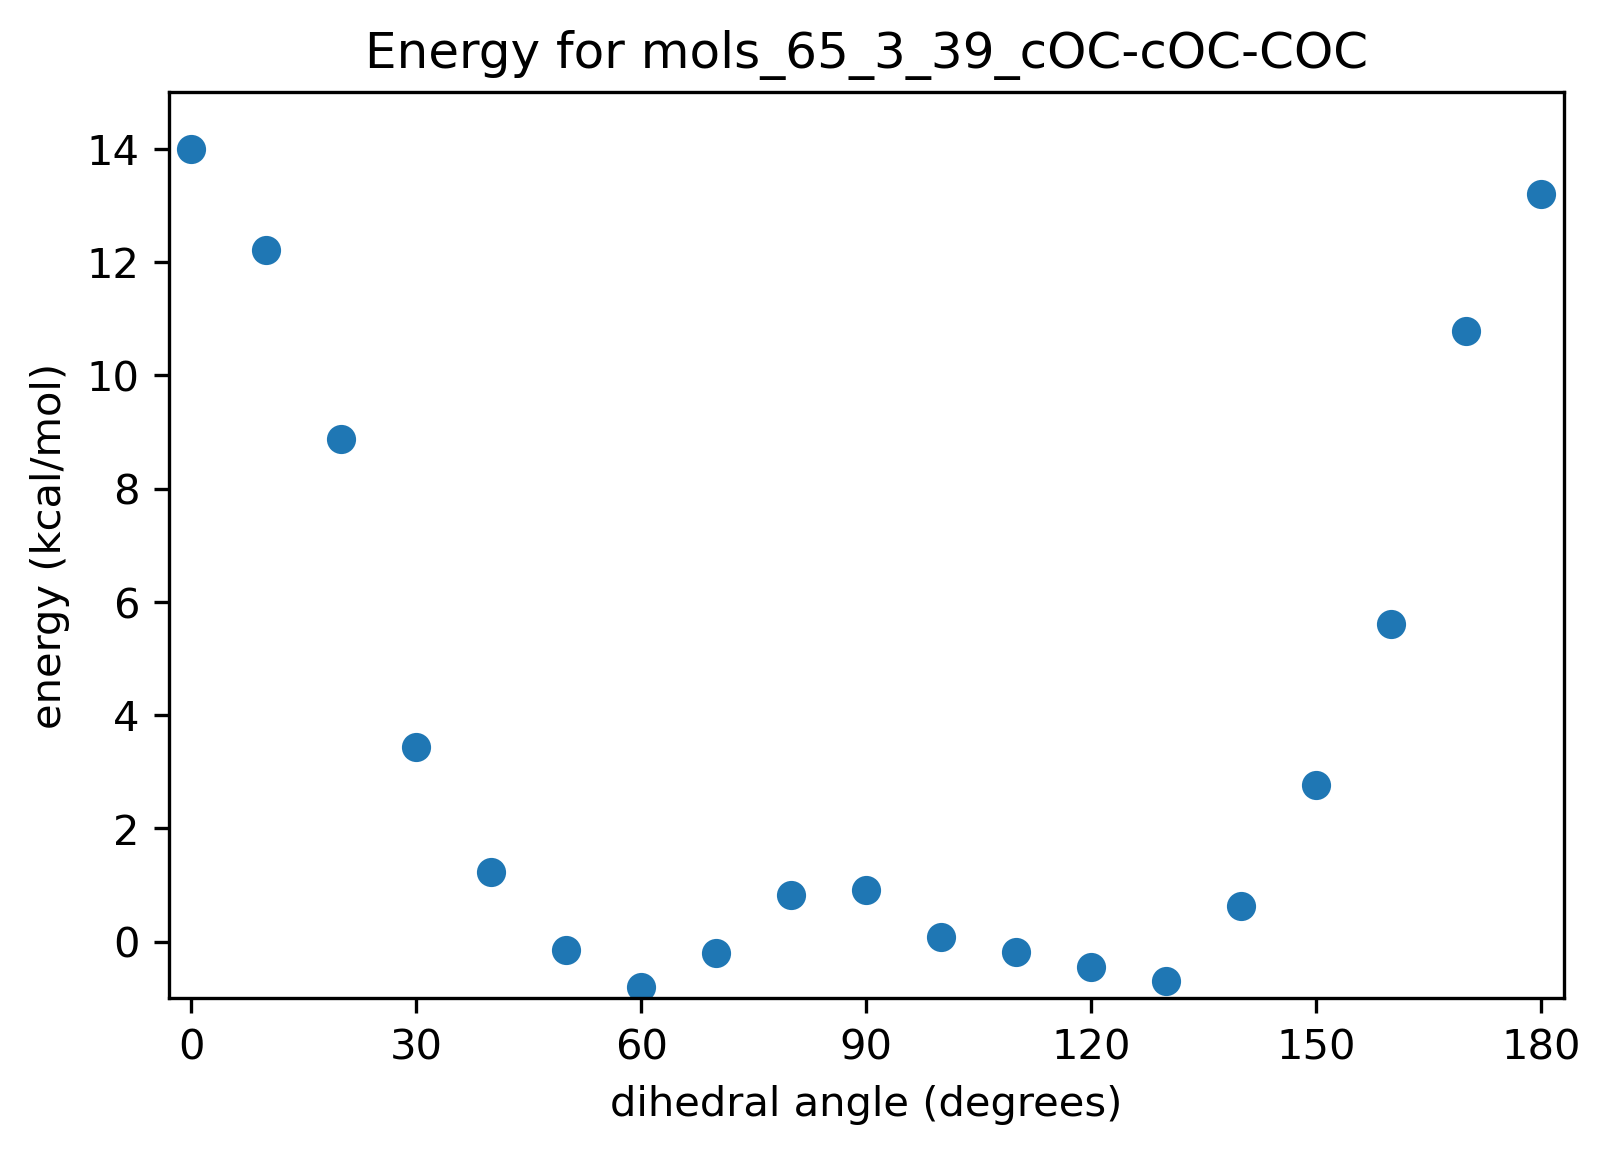 Energy for mols_65_3_39_cOC-cOC-COC
14
12
10
8
6
4
2
0
energy (kcal/mol)
0 30 60 90 120 150 180
dihedral angle (degrees)